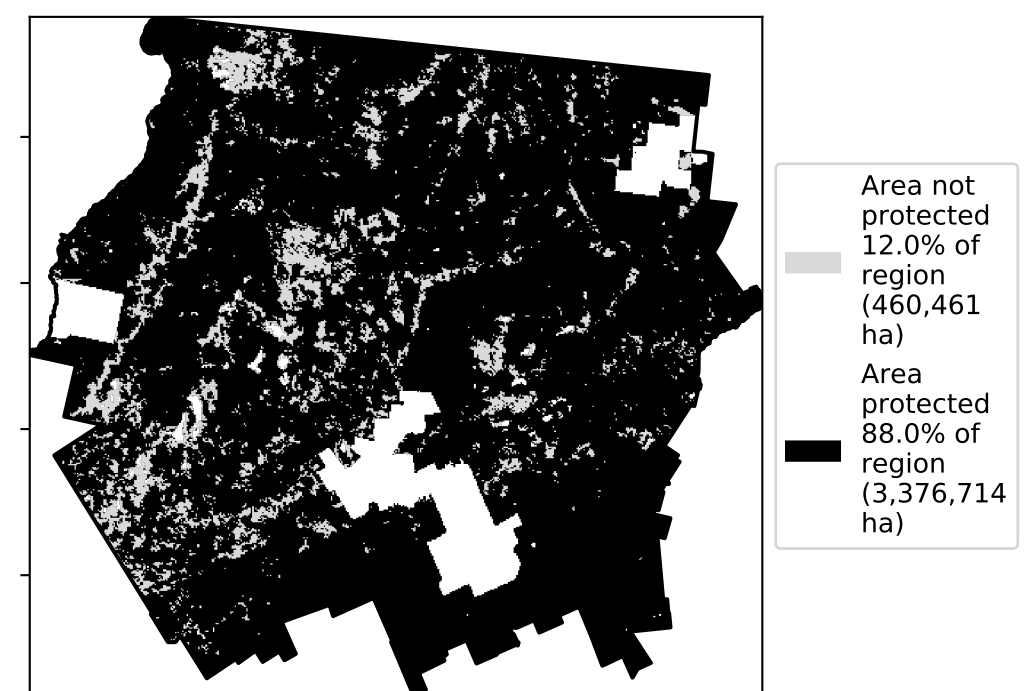 Area not
protected
12.0% of
region
(460,461
ha)
Area
protected
88.0% of
region
(3,376,714
ha)